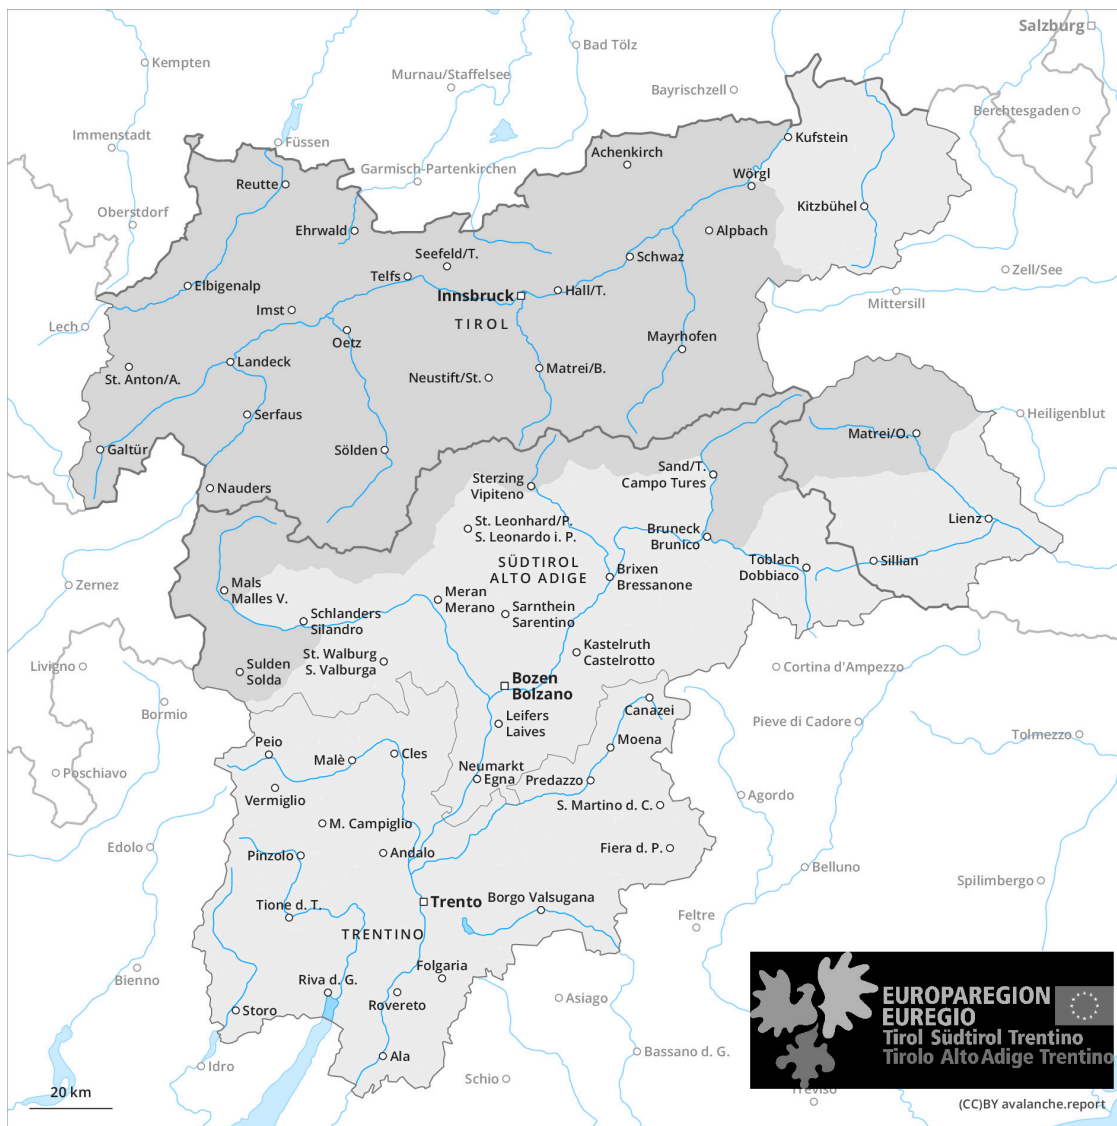 Salzburg
Bad Tölz
Kempten
Murnau/Staffelsee
Bayrischzell
Berchtesgaden
Immenstadt
Füssen
Kufstein
Achenkirch
Garmisch-Partenkirchen
Wörgl
Reutte
Kitzbühel
Oberstdorf
Ehrwald
Alpbach
Seefeld/T.
Schwaz
Zell/See
Telfs
Elbigenalp
Innsbruck
Hall/T.
Mittersill
Imst
TIROL
Lech
Oetz
Mayrhofen
Landeck
Matrei/B.
St. Anton/A.
Neustift/St.
Serfaus
Heiligenblut
Matrei/O.
Galtür
Sölden
Sand/T.
Campo Tures
Sterzing
Vipiteno
Nauders
Lienz
St. Leonhard/P.
S. Leonardo i. P.
Bruneck
Brunico
SÜDTIROL
ALTO ADIGE
Toblach
Dobbiaco
Sillian
Brixen
Bressanone
Zernez
Mals
Malles V.
Meran
Merano
Sarnthein
Sarentino
Schlanders
Silandro
St. Walburg
S. Valburga
Kastelruth
Castelrotto
Livigno
Sulden
Solda
Cortina d'Ampezzo
Bozen
Bolzano
Bormio
Canazei
Leifers
Laives
Pieve di Cadore
Tolmezzo
Peio
Malè
Cles
Moena
Neumarkt
Egna
Predazzo
Poschiavo
Vermiglio
Agordo
S. Martino d. C.
M. Campiglio
Edolo
Pinzolo
Andalo
Fiera d. P.
Belluno
Spilimbergo
Trento
Borgo Valsugana
Tione d. T.
Feltre
TRENTINO
Folgaria
Bienno
Riva d. G.
Rovereto
Asiago
Storo
EUROPAREGION
EUREGIO
Tirol Südtirol Trentino
Tirolo Alto Adige Trentino
Ala
Bassano d. G.
Idro
Schio
20 km
Treviso
(CC)BY avalanche.report